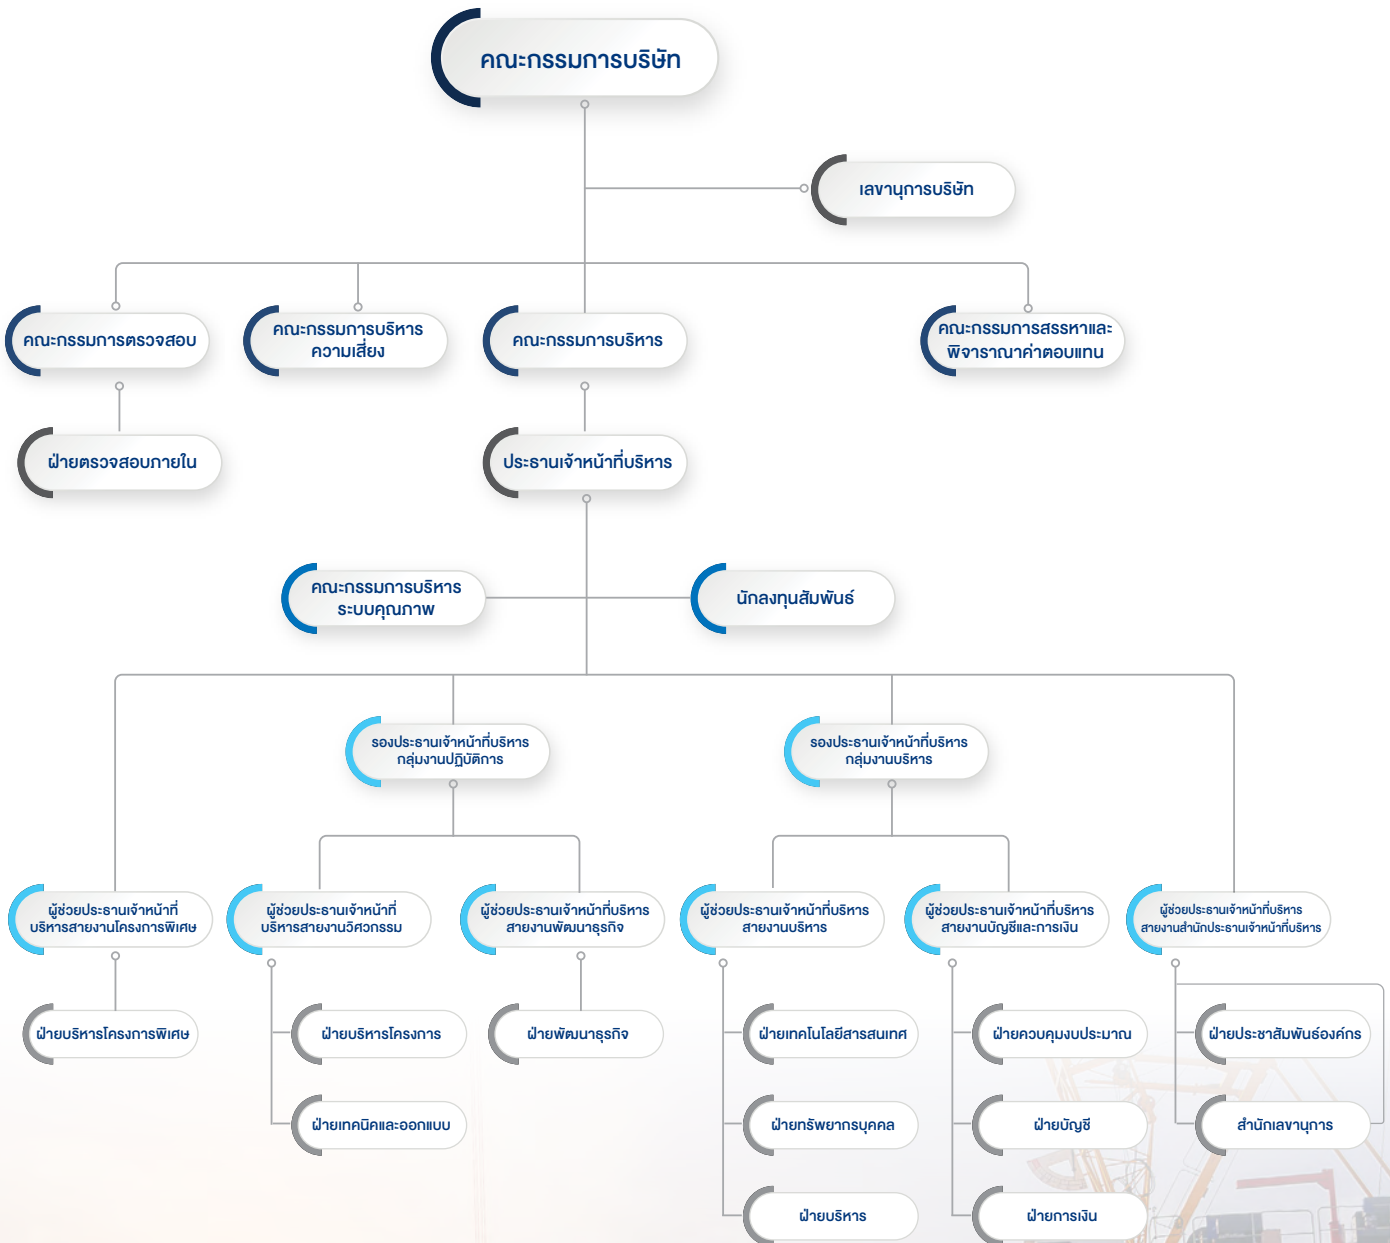 คณะกรรมการบริษัท
เลขานุการบริษัท
คณะกรรมการตรวจสอบ
คณะกรรมการบริหาร
ความเสี่ยง
คณะกรรมการบริหาร
คณะกรรมการสรรหาและ
พิจาราณาค่าตอบแทน
ฝ่ายตรวจสอบภายใน
ประธานเจ้าหน้าที่บริหาร
คณะกรรมการบริหาร
ระบบคุณภาพ
นักลงทุนสัมพันธ์
รองประธานเจ้าหน้าที่บริหาร
กลุ่มงานปฏิบัติการ
รองประธานเจ้าหน้าที่บริหาร
กลุ่มงานบริหาร
ผู้ช่วยประธานเจ้าหน้าที่
บริหารสายงานโครงการพิเศษ
ผู้ช่วยประธานเจ้าหน้าที่
บริหารสายงานวิศวกรรม
ผู้ช่วยประธานเจ้าหน้าที่บริหาร
สายงานพัฒนาธุรกิจ
ผู้ช่วยประธานเจ้าหน้าที่บริหาร
สายงานบริหาร
ผู้ช่วยประธานเจ้าหน้าที่บริหาร
สายงานบัญชีและการเงิน
ผู้ช่วยประธานเจ้าหน้าที่บริหาร
สายงานสำนักประธานเจ้าหน้าที่บริหาร
ฝ่ายบริหารโครงการพิเศษ
ฝ่ายบริหารโครงการ
ฝ่ายพัฒนาธุรกิจ
ฝ่ายเทคโนโลยีสารสนเทศ
ฝ่ายควบคุมงบประมาณ
ฝ่ายประชาสัมพันธ์องค์กร
ฝ่ายเทคนิคและออกแบบ
ฝ่ายทรัพยากรบุคคล
ฝ่ายบัญชี
สำนักเลขานุการ
ฝ่ายบริหาร
ฝ่ายการเงิน